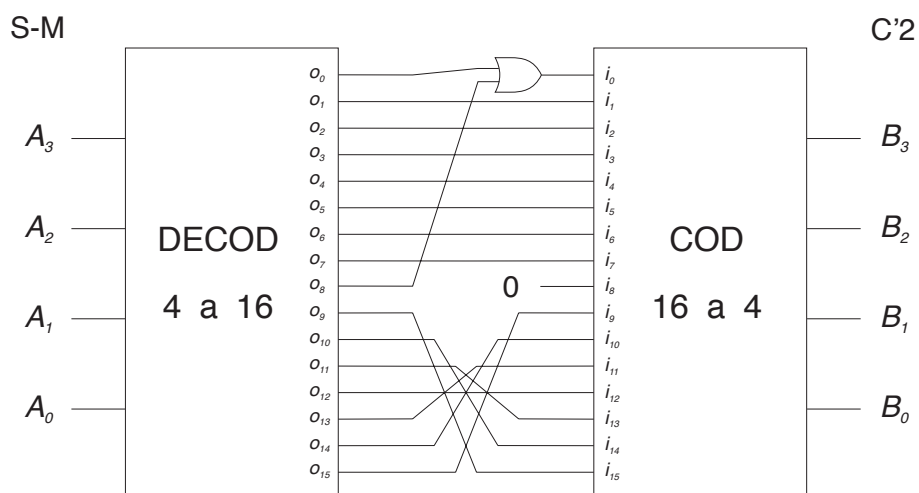 S-M C'2
o₀ i₀
o₁ i₁
o₂ i₂
A₃ o₃ i₃ B₃
o₄ i₄
o₅ i₅
A₂ DECOD o₆ i₆ COD B₂
o₇ i₇
4 a 16 o₈ 0 i₈ 16 a 4
A₁ o₉ i₉ B₁
o₁₀ i₁₀
o₁₁ i₁₁
A₀ o₁₂ i₁₂ B₀
o₁₃ i₁₃
o₁₄ i₁₄
o₁₅ i₁₅